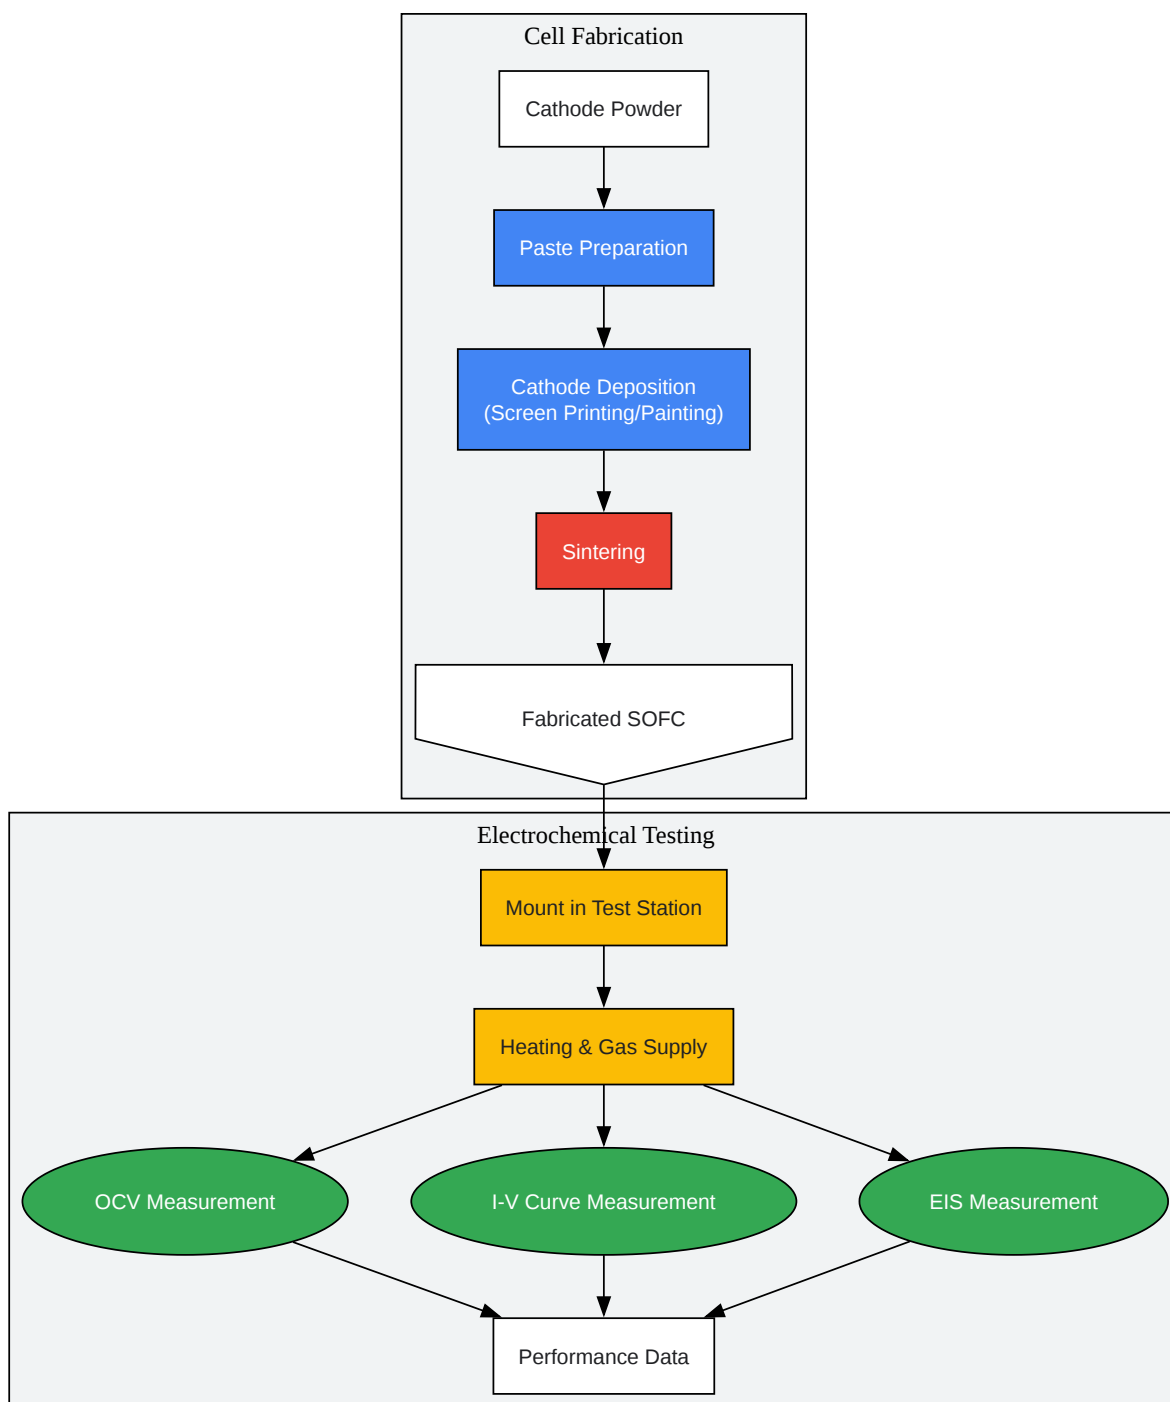 Cell Fabrication
Cathode Powder
Paste Preparation
Cathode Deposition
(Screen Printing/Painting)
Sintering
Fabricated SOFC
Electrochemical Testing
Mount in Test Station
Heating & Gas Supply
OCV Measurement
I-V Curve Measurement
EIS Measurement
Performance Data